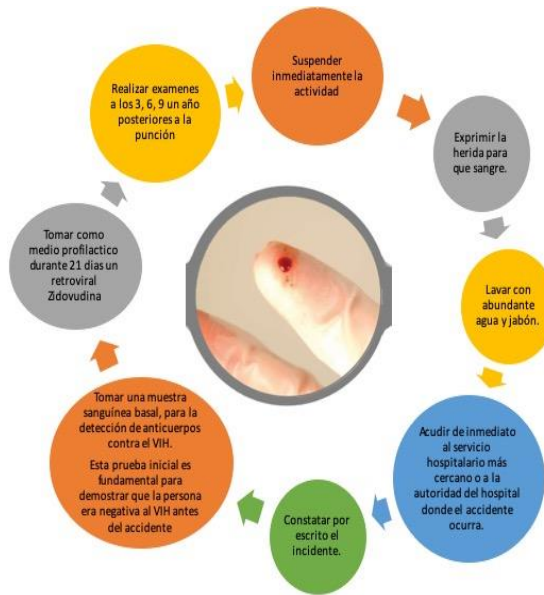 Suspender
inmediatamente la
actividad
Exprimir la
herida para
que sangre.
Lavar con
abundante
agua y jabón.
Acudir de inmediato
al servicio
hospitalario más
cercano o a la
autoridad del hospital
donde el accidente
ocurra.
Constatar por
escrito el
incidente.
Tomar una muestra
sanguínea basal, para la
detección de anticuerpos
contra el VIH.
Esta prueba inicial es
fundamental para
demostrar que la persona
era negativa al VIH antes
del accidente
Tomar como
medio profilactico
durante 21 dias un
retroviral
Zidovudina
Realizar examenes
a los 3, 6, 9 un año
posteriores a la
punción